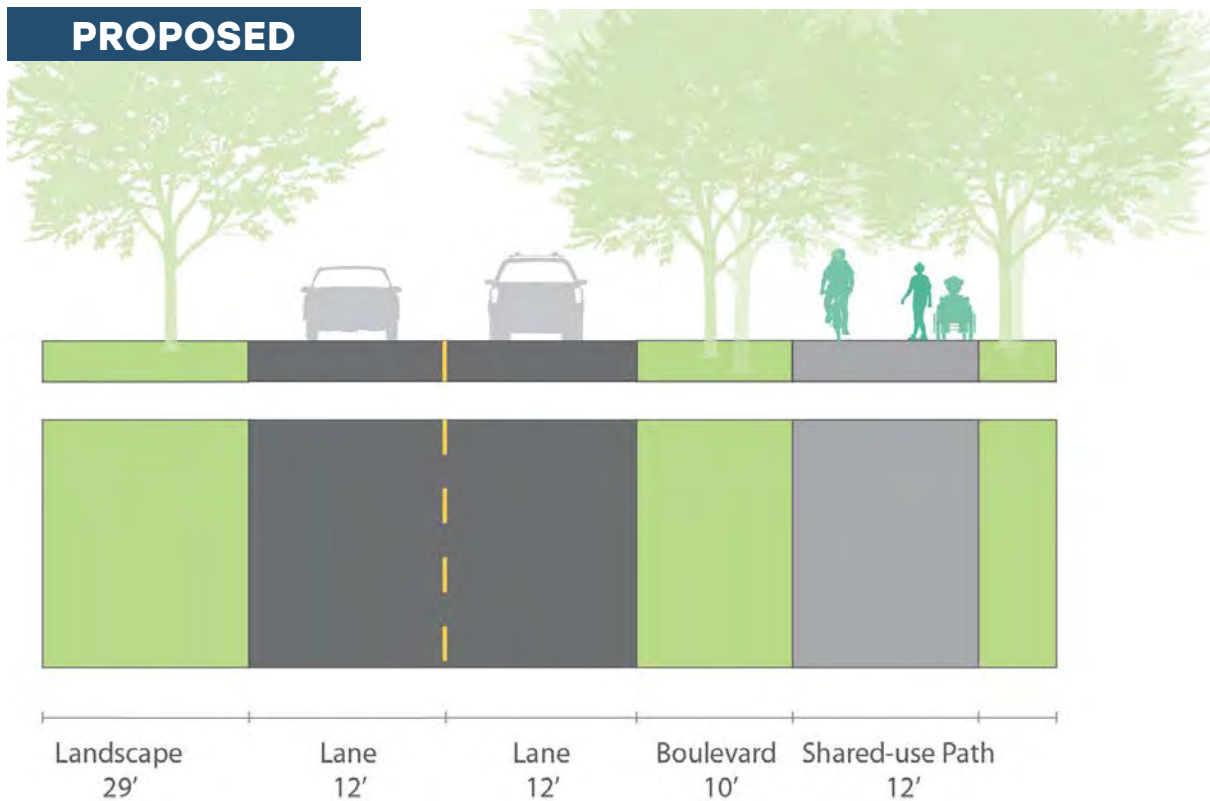 PROPOSED
Landscape Lane Lane Boulevard Shared-use Path
29’ 12’ 12’ 10’ 12’